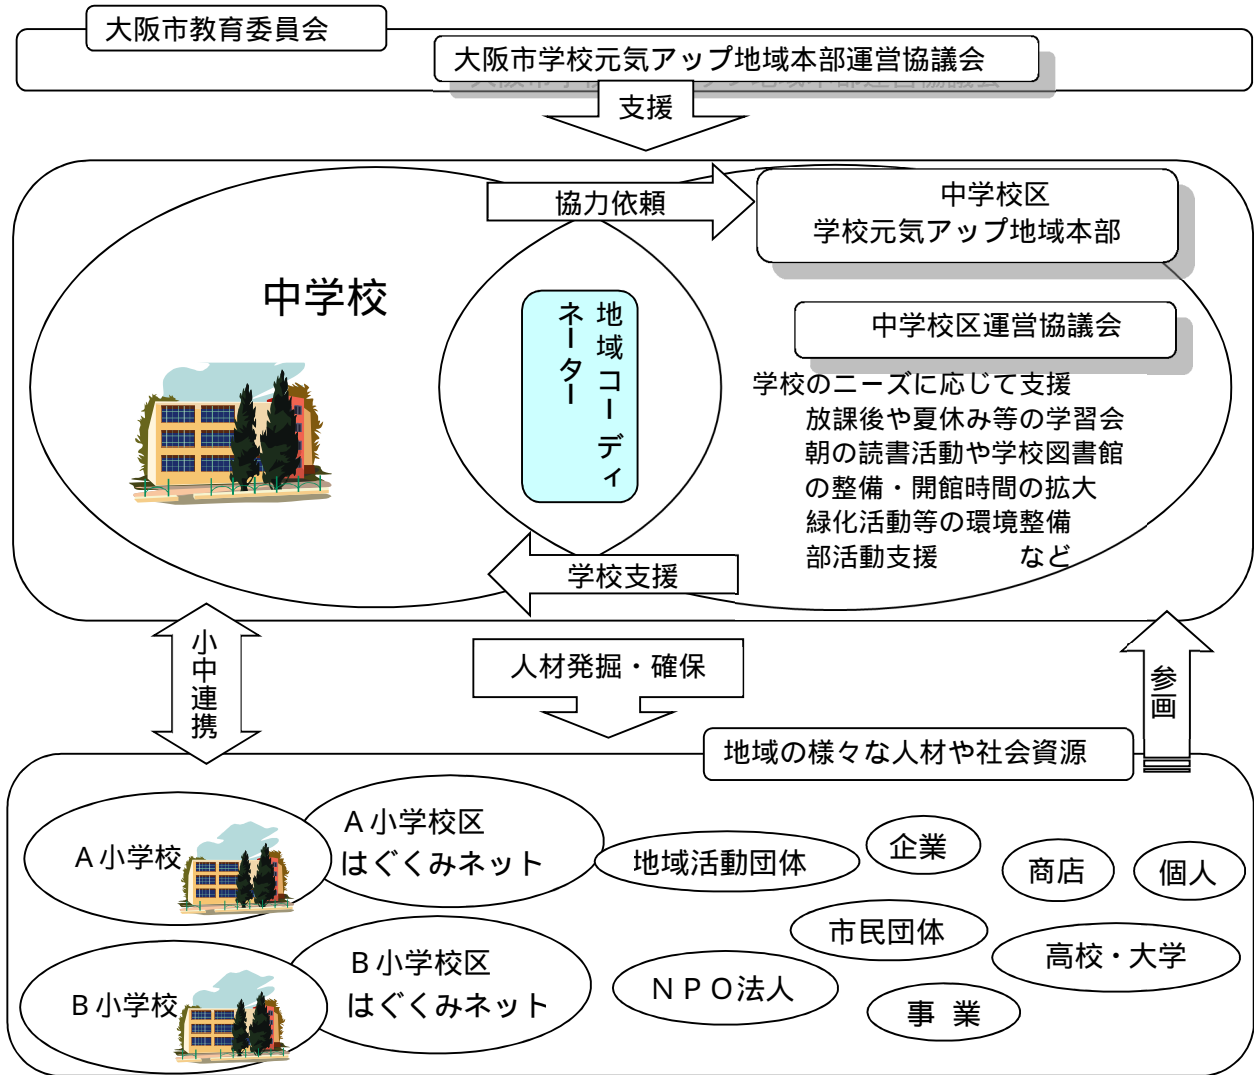 大阪市教育委員会
大阪市学校元気アップ地域本部運営協議会
支援
協力依頼
中学校区
学校元気アップ地域本部
中学校
地域コーディ
ネーター
中学校区運営協議会
学校のニーズに応じて支援
放課後や夏休み等の学習会
朝の読書活動や学校図書館
の整備・開館時間の拡大
緑化活動等の環境整備
部活動支援　　　など
学校支援
小中連携
人材発掘・確保
参画
地域の様々な人材や社会資源
A小学校
A小学校区
はぐくみネット
地域活動団体
企業
商店
個人
市民団体
高校・大学
B小学校
B小学校区
はぐくみネット
ＮＰＯ法人
事 業